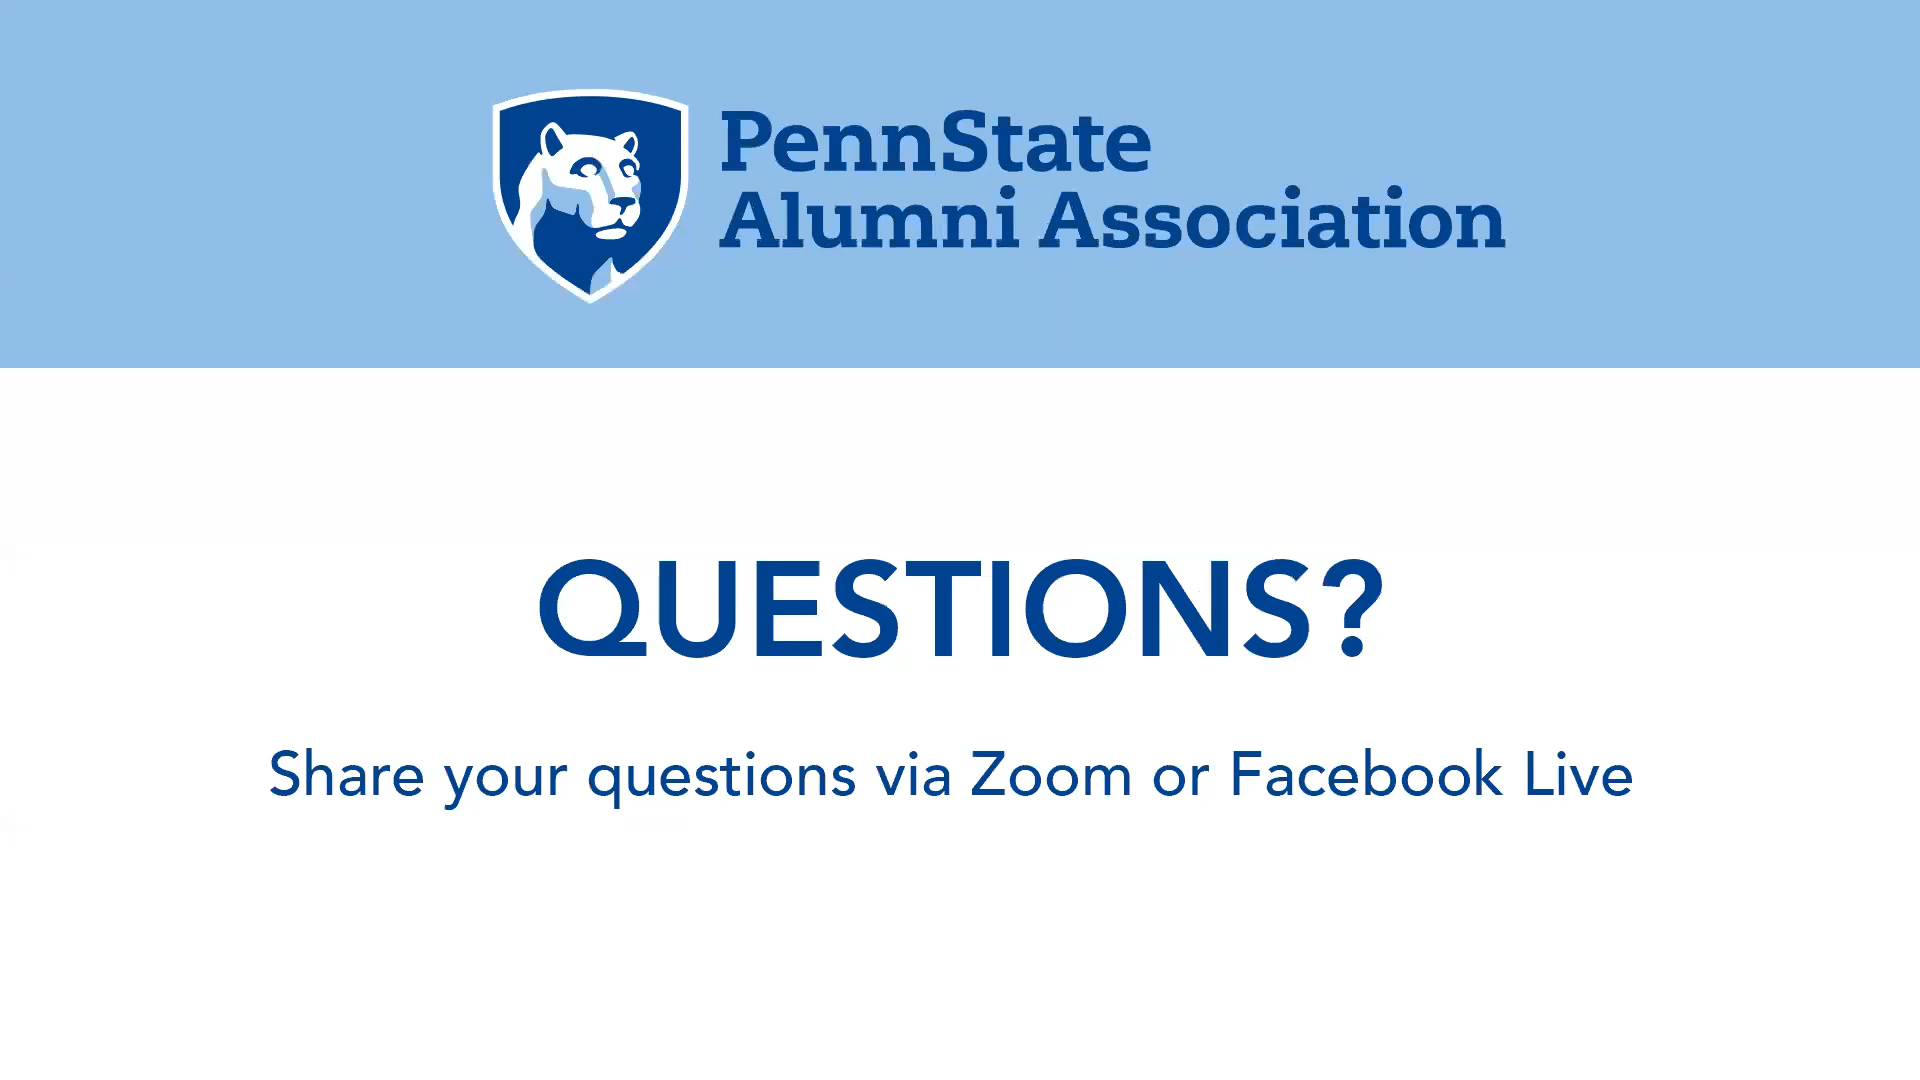 PennState
Alumni Association
QUESTIONS?
Share your questions via Zoom or Facebook Live